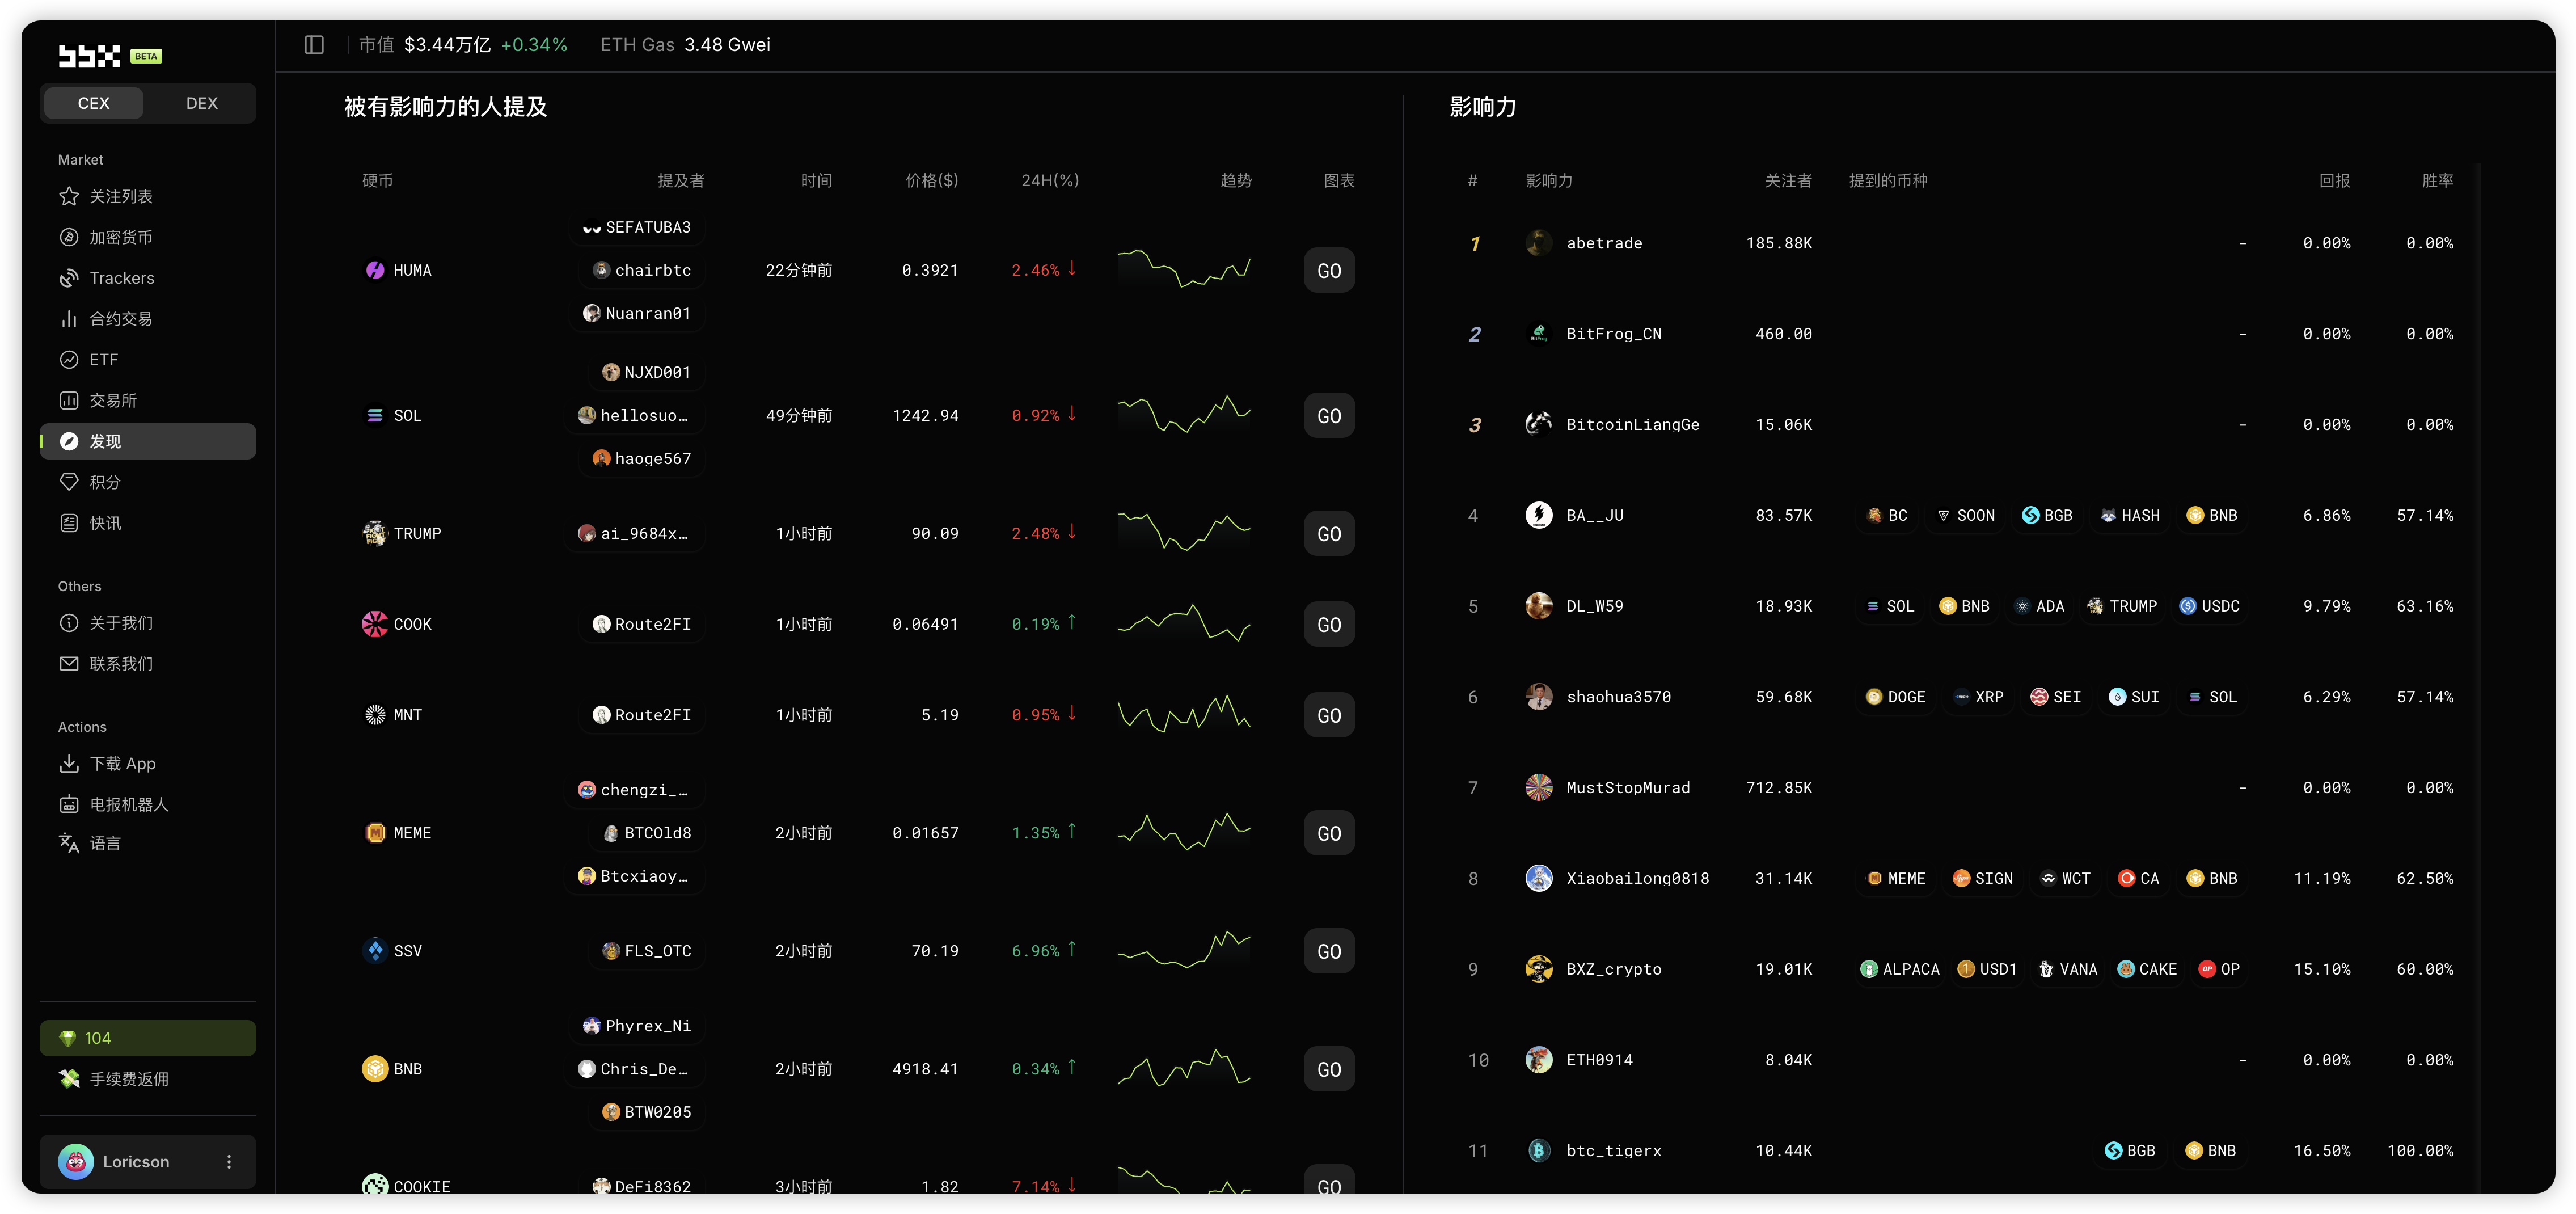 bbx BETA
CEX DEX
Market
关注列表
加密货币
Trackers
合约交易
ETF
交易所
发现
积分
快讯
Others
关于我们
联系我们
Actions
下载 App
电报机器人
语言
104
手续费返佣
Loricson
市值 $3.44万亿 +0.34% ETH Gas 3.48 Gwei
被有影响力的人提及
硬币 提及者 时间 价格($) 24H(%) 趋势 图表
SEFATUBA3
HUMA chairbtc 22分钟前 0.3921 2.46% ↓ GO
Nuanran01
NJXD001
SOL hellosuo… 49分钟前 1242.94 0.92% ↓ GO
haoge567
TRUMP ai_9684x… 1小时前 90.09 2.48% ↓ GO
COOK Route2FI 1小时前 0.06491 0.19% ↑ GO
MNT Route2FI 1小时前 5.19 0.95% ↓ GO
chengzi_…
MEME BTCOld8 2小时前 0.01657 1.35% ↑ GO
Btcxiaoy…
SSV FLS_OTC 2小时前 70.19 6.96% ↑ GO
Phyrex_Ni
BNB Chris_De… 2小时前 4918.41 0.34% ↑ GO
BTW0205
COOKIE DeFi8362 3小时前 1.82 7.14% ↓ GO
影响力
# 影响力 关注者 提到的币种 回报 胜率
1 abetrade 185.88K - 0.00% 0.00%
2 BitFrog_CN 460.00 - 0.00% 0.00%
3 BitcoinLiangGe 15.06K - 0.00% 0.00%
4 BA__JU 83.57K BC SOON BGB HASH BNB 6.86% 57.14%
5 DL_W59 18.93K SOL BNB ADA TRUMP USDC 9.79% 63.16%
6 shaohua3570 59.68K DOGE XRP SEI SUI SOL 6.29% 57.14%
7 MustStopMurad 712.85K - 0.00% 0.00%
8 Xiaobailong0818 31.14K MEME SIGN WCT CA BNB 11.19% 62.50%
9 BXZ_crypto 19.01K ALPACA USD1 VANA CAKE OP 15.10% 60.00%
10 ETH0914 8.04K - 0.00% 0.00%
11 btc_tigerx 10.44K BGB BNB 16.50% 100.00%